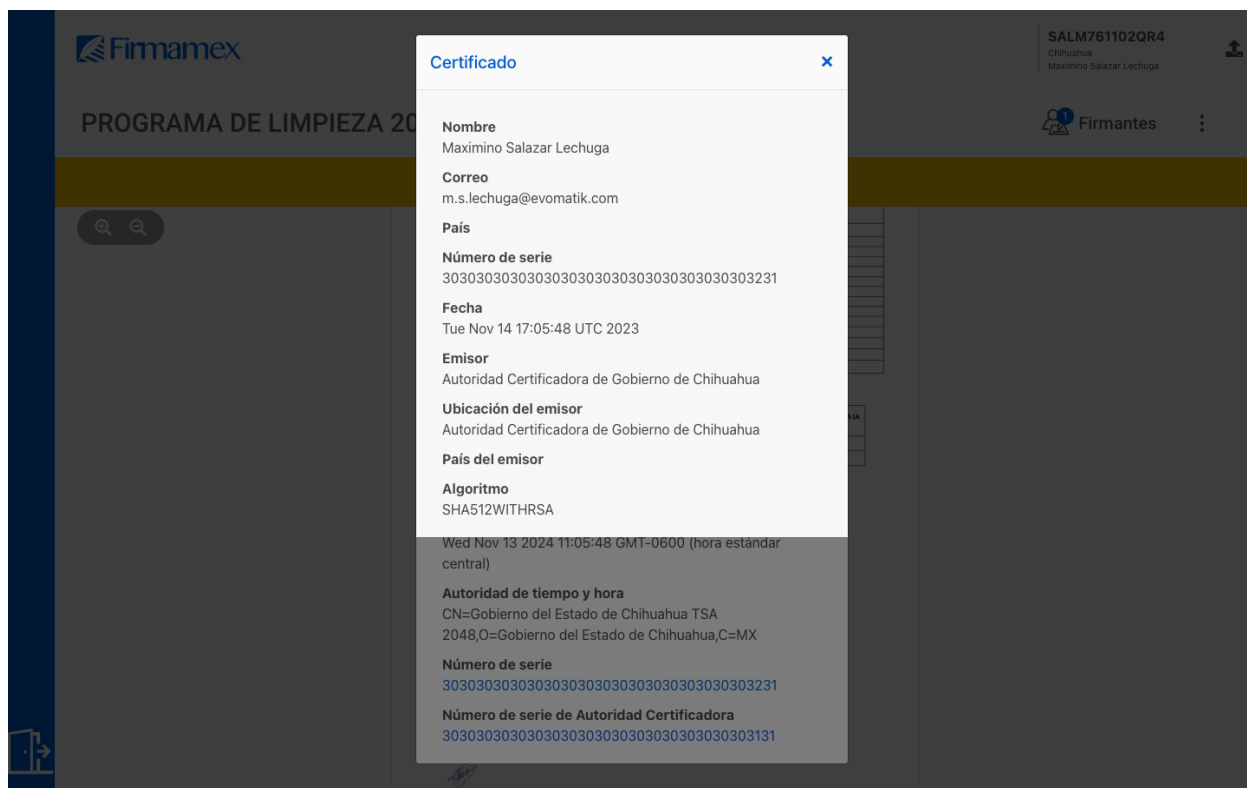 Firmamex
SALM761102QR4
Chihuahua
Maximino Salazar Lechuga
PROGRAMA DE LIMPIEZA 20
1
Firmantes
Certificado
×
Nombre
Maximino Salazar Lechuga
Correo
m.s.lechuga@evomatik.com
País
Número de serie
3030303030303030303030303030303030303231
Fecha
Tue Nov 14 17:05:48 UTC 2023
Emisor
Autoridad Certificadora de Gobierno de Chihuahua
Ubicación del emisor
Autoridad Certificadora de Gobierno de Chihuahua
País del emisor
Algoritmo
SHA512WITHRSA
Wed Nov 13 2024 11:05:48 GMT-0600 (hora estándar
central)
Autoridad de tiempo y hora
CN=Gobierno del Estado de Chihuahua TSA
2048,O=Gobierno del Estado de Chihuahua,C=MX
Número de serie
3030303030303030303030303030303030303231
Número de serie de Autoridad Certificadora
3030303030303030303030303030303030303131